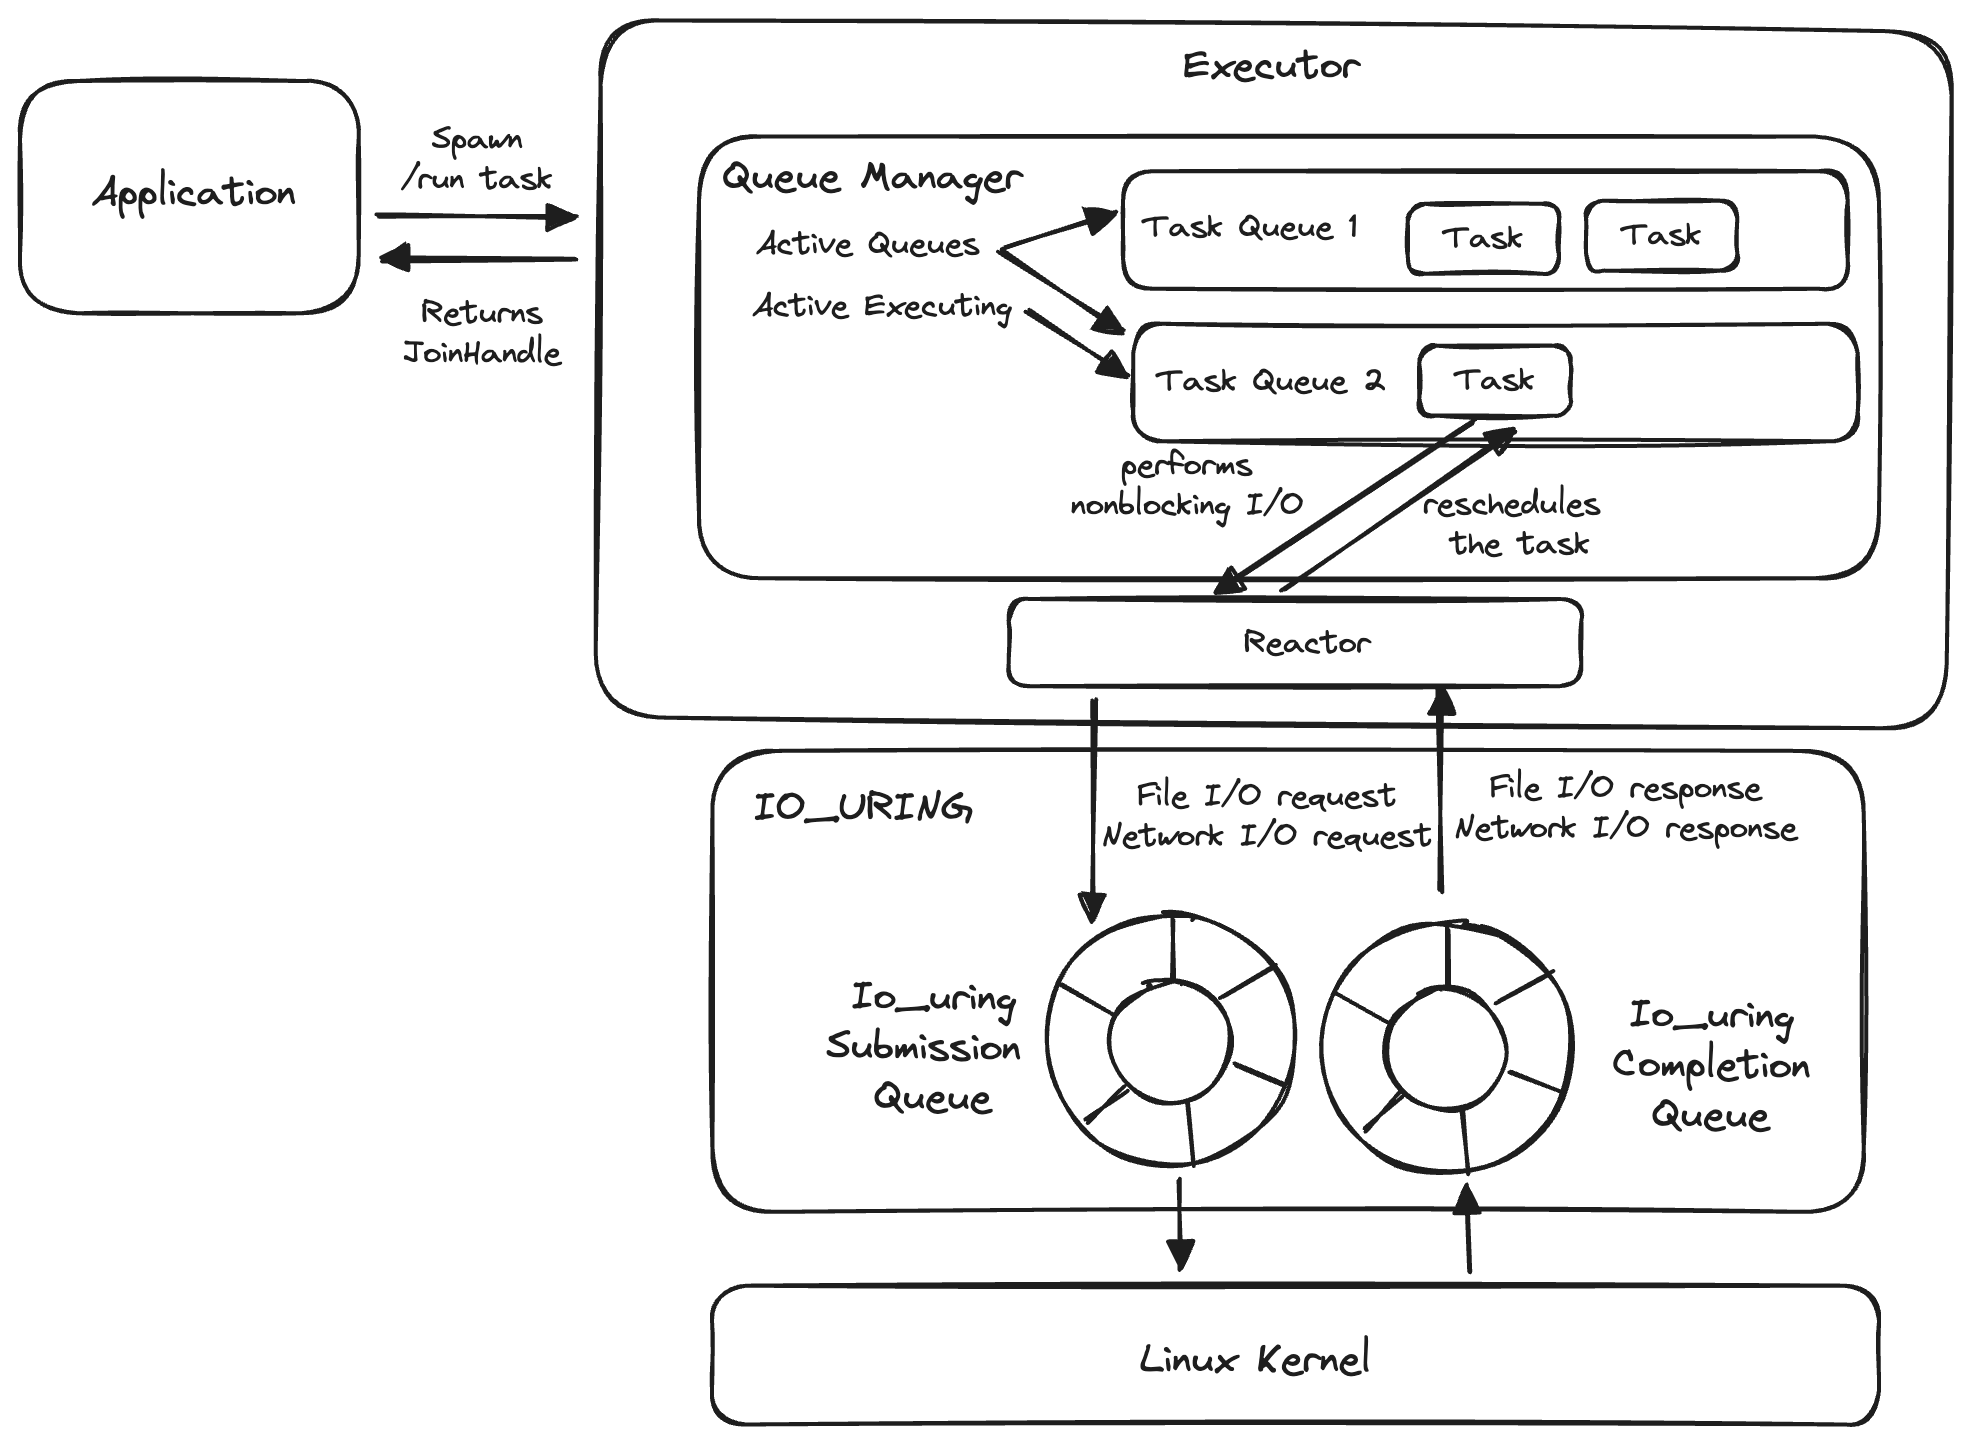 Executor
Application
Spawn
/run task
Returns
JoinHandle
Queue Manager
Active Queues
Active Executing
Task Queue 1
Task
Task
Task Queue 2
Task
performs
nonblocking I/O
reschedules
the task
Reactor
IO_URING
File I/O request
Network I/O request
File I/O response
Network I/O response
Io_uring
Submission
Queue
Io_uring
Completion
Queue
Linux Kernel